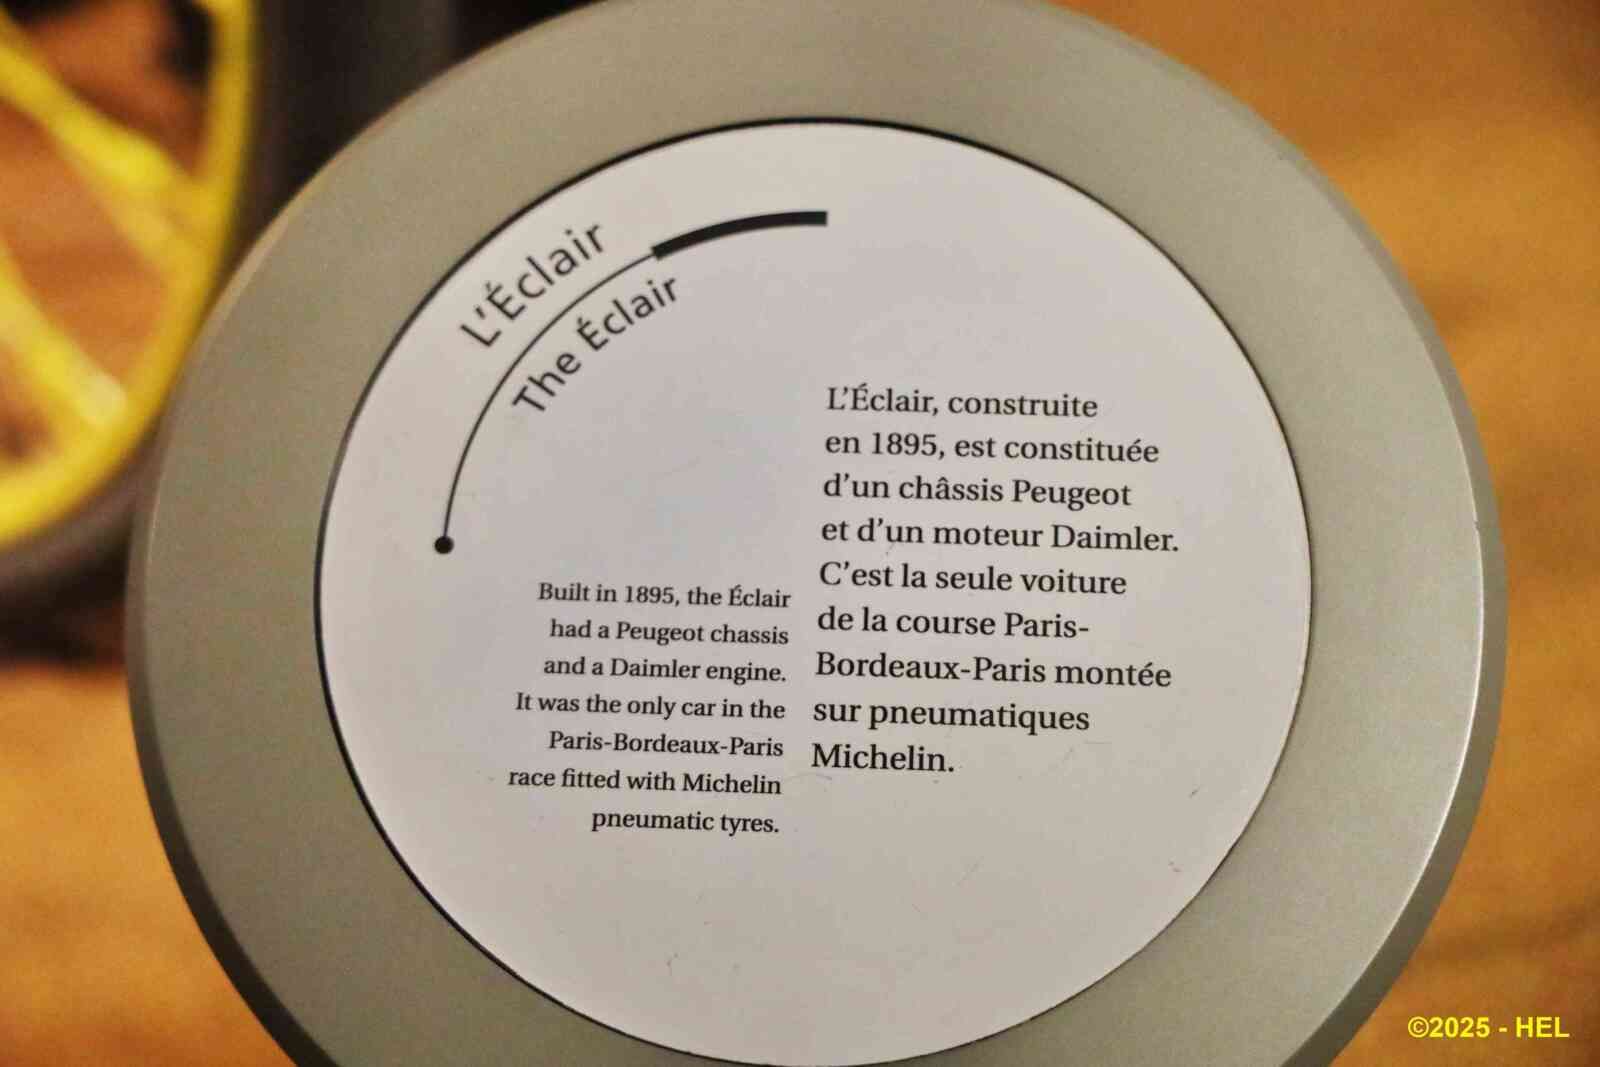 L'Éclair
The Éclair
L'Éclair, construite
en 1895, est constituée
d'un châssis Peugeot
et d'un moteur Daimler.
C'est la seule voiture
de la course Paris-
Bordeaux-Paris montée
sur pneumatiques
Michelin.
Built in 1895, the Éclair
had a Peugeot chassis
and a Daimler engine.
It was the only car in the
Paris-Bordeaux-Paris
race fitted with Michelin
pneumatic tyres.
©2025 - HEL